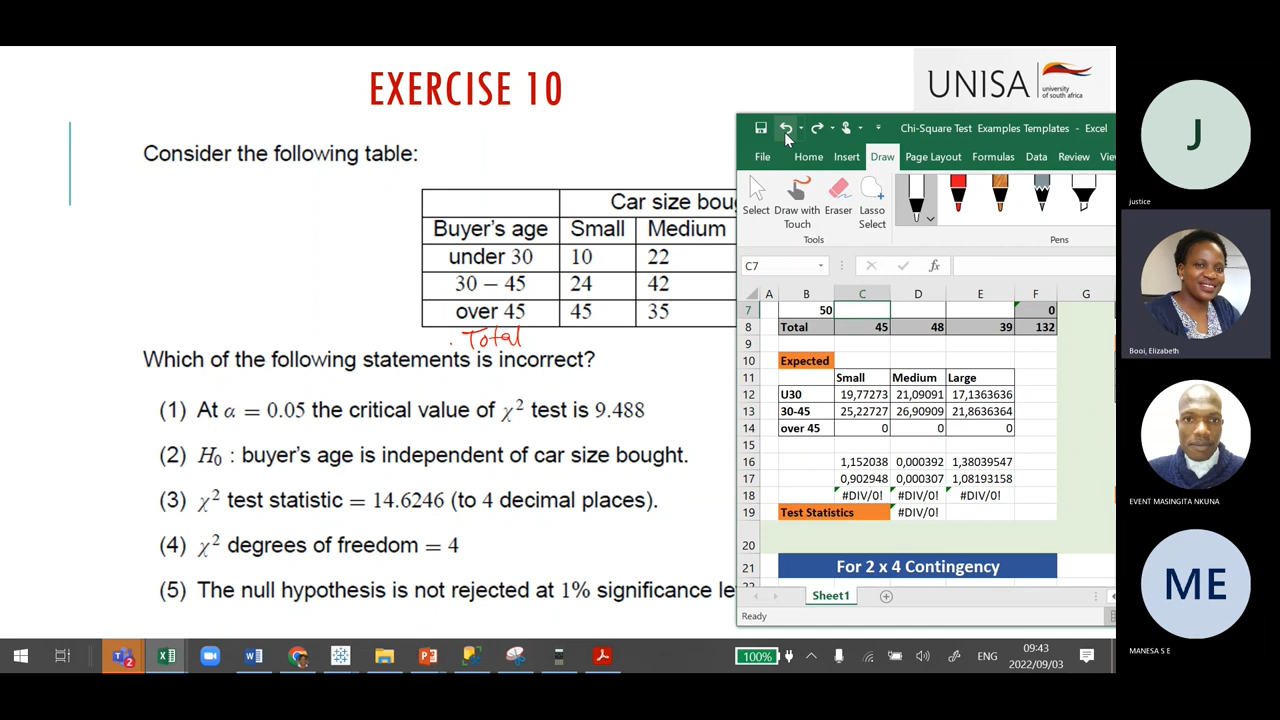 EXERCISE 10
UNISA university of south africa
Consider the following table:
Car size boug
Buyer's age Small Medium
under 30 10 22
30 – 45 24 42
over 45 45 35
. Total
Which of the following statements is incorrect?
(1) At α = 0.05 the critical value of χ² test is 9.488
(2) H₀ : buyer's age is independent of car size bought.
(3) χ² test statistic = 14.6246 (to 4 decimal places).
(4) χ² degrees of freedom = 4
(5) The null hypothesis is not rejected at 1% significance le
Chi-Square Test Examples Templates - Excel
File Home Insert Draw Page Layout Formulas Data Review Vie
Select Draw with Touch Eraser Lasso Select
Tools Pens
C7 fx
A B C D E F G
7 50 0
8 Total 45 48 39 132
9
10 Expected
11 Small Medium Large
12 U30 19,77273 21,09091 17,1363636
13 30-45 25,22727 26,90909 21,8636364
14 over 45 0 0 0
15
16 1,152038 0,000392 1,38039547
17 0,902948 0,000307 1,08193158
18 #DIV/0! #DIV/0! #DIV/0!
19 Test Statistics #DIV/0!
20
21 For 2 x 4 Contingency
Sheet1
Ready
J
justice
Booi, Elizabeth
EVENT MASINGITA NKUNA
ME
MANESA S E
100% ENG
09:43
2022/09/03